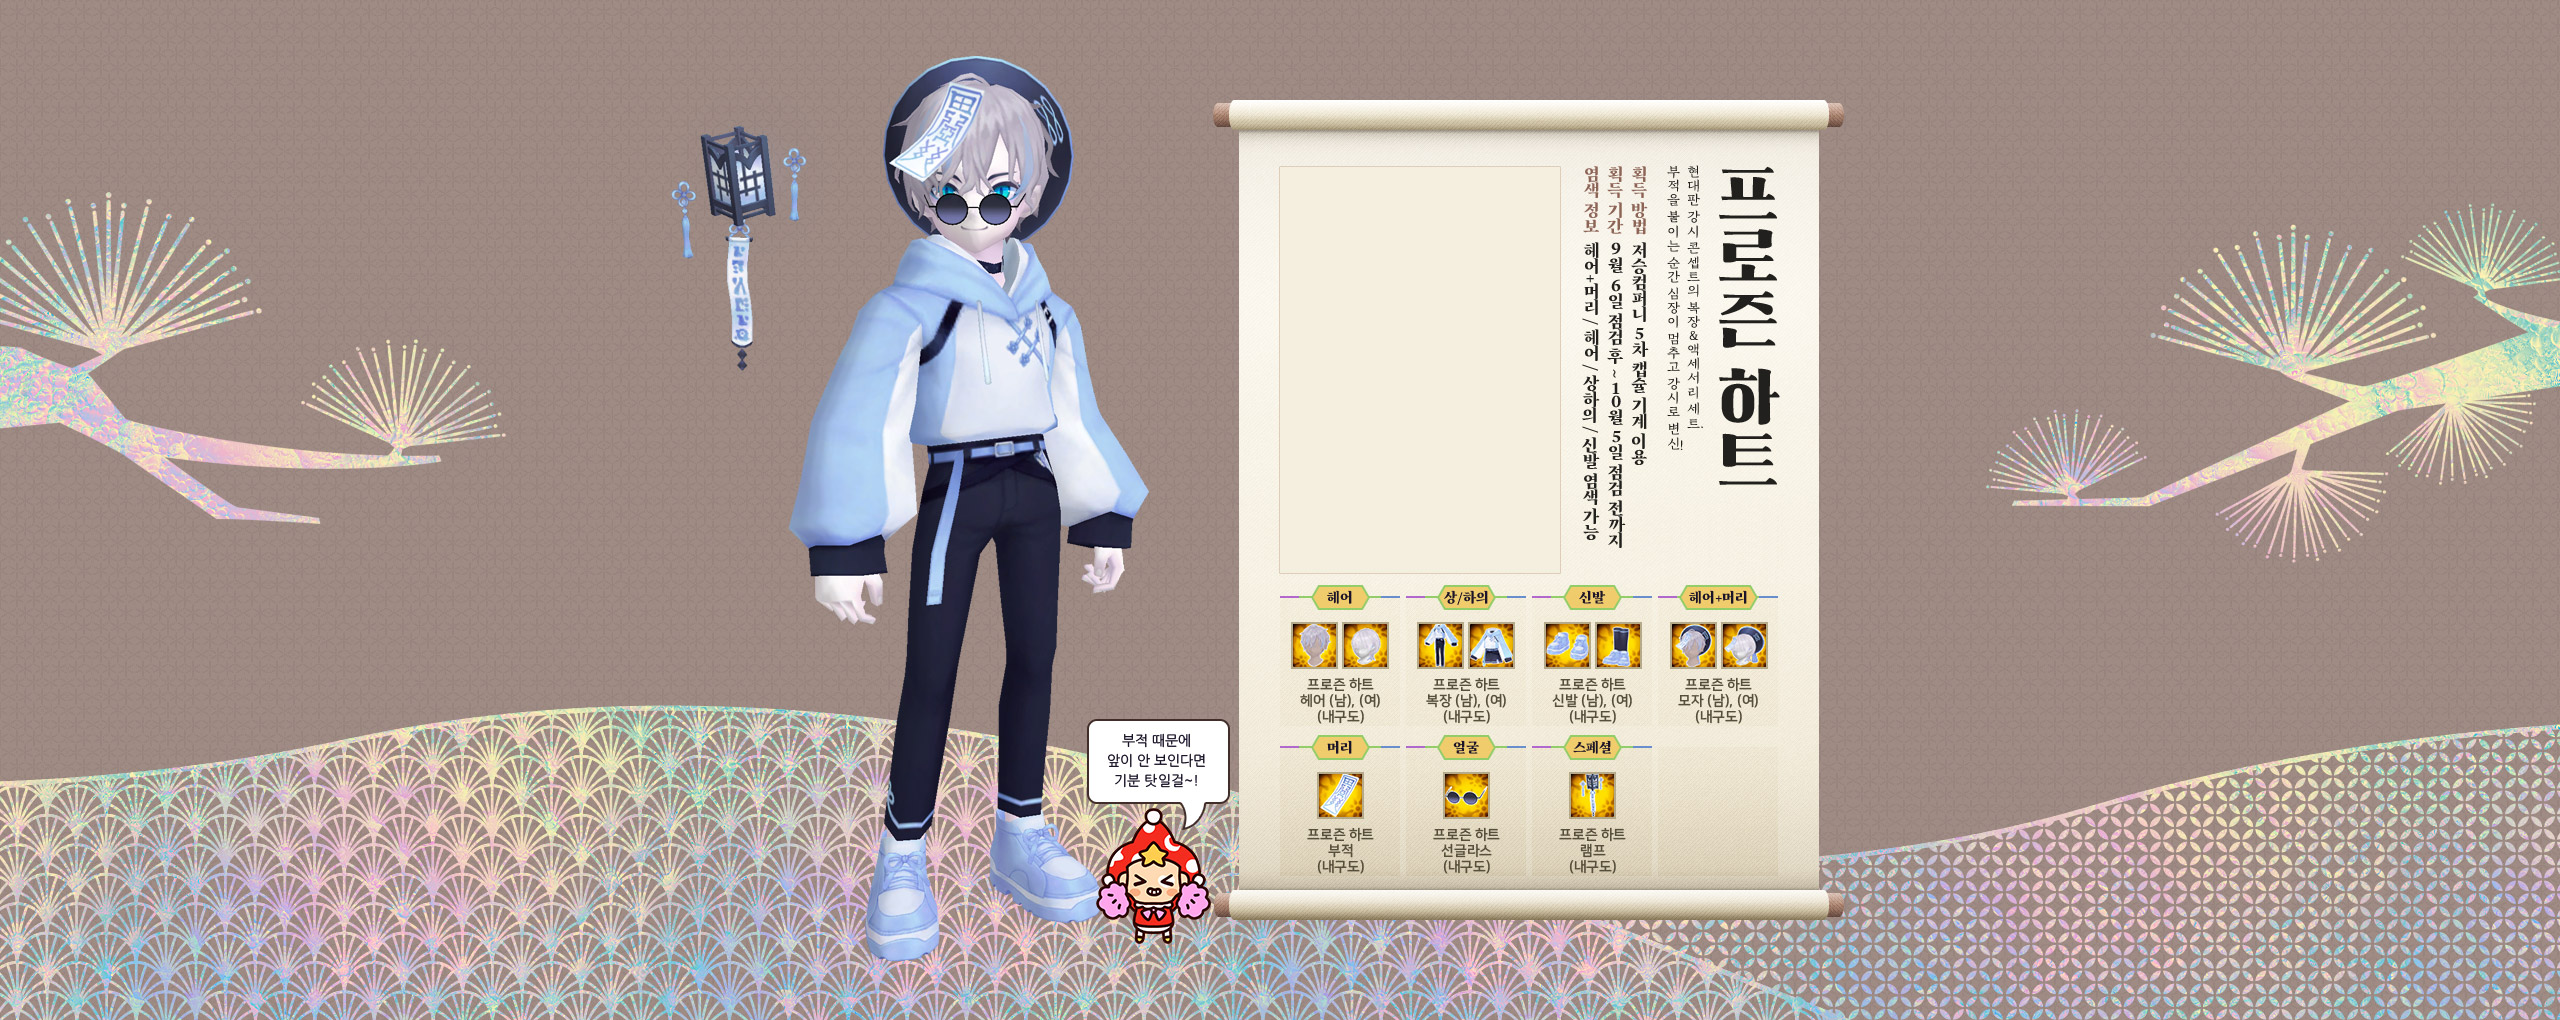 프로즌 하트
현대판 강시 콘셉트의 복장&액세서리 세트.
부적을 붙이는 순간 심장이 멈추고 강시로 변신!
획득 방법 저승컴퍼니 5차 캡슐 기계 이용
획득 기간 9월 6일 점검 후 ~ 10월 5일 점검 전까지
염색 정보 헤어+머리 / 헤어 / 상하의 / 신발 염색 가능
헤어
상/하의
신발
헤어+머리
프로즌 하트
헤어 (남), (여)
(내구도)
프로즌 하트
복장 (남), (여)
(내구도)
프로즌 하트
신발 (남), (여)
(내구도)
프로즌 하트
모자 (남), (여)
(내구도)
머리
얼굴
스페셜
프로즌 하트
부적
(내구도)
프로즌 하트
선글라스
(내구도)
프로즌 하트
램프
(내구도)
부적 때문에
앞이 안 보인다면
기분 탓일걸~!